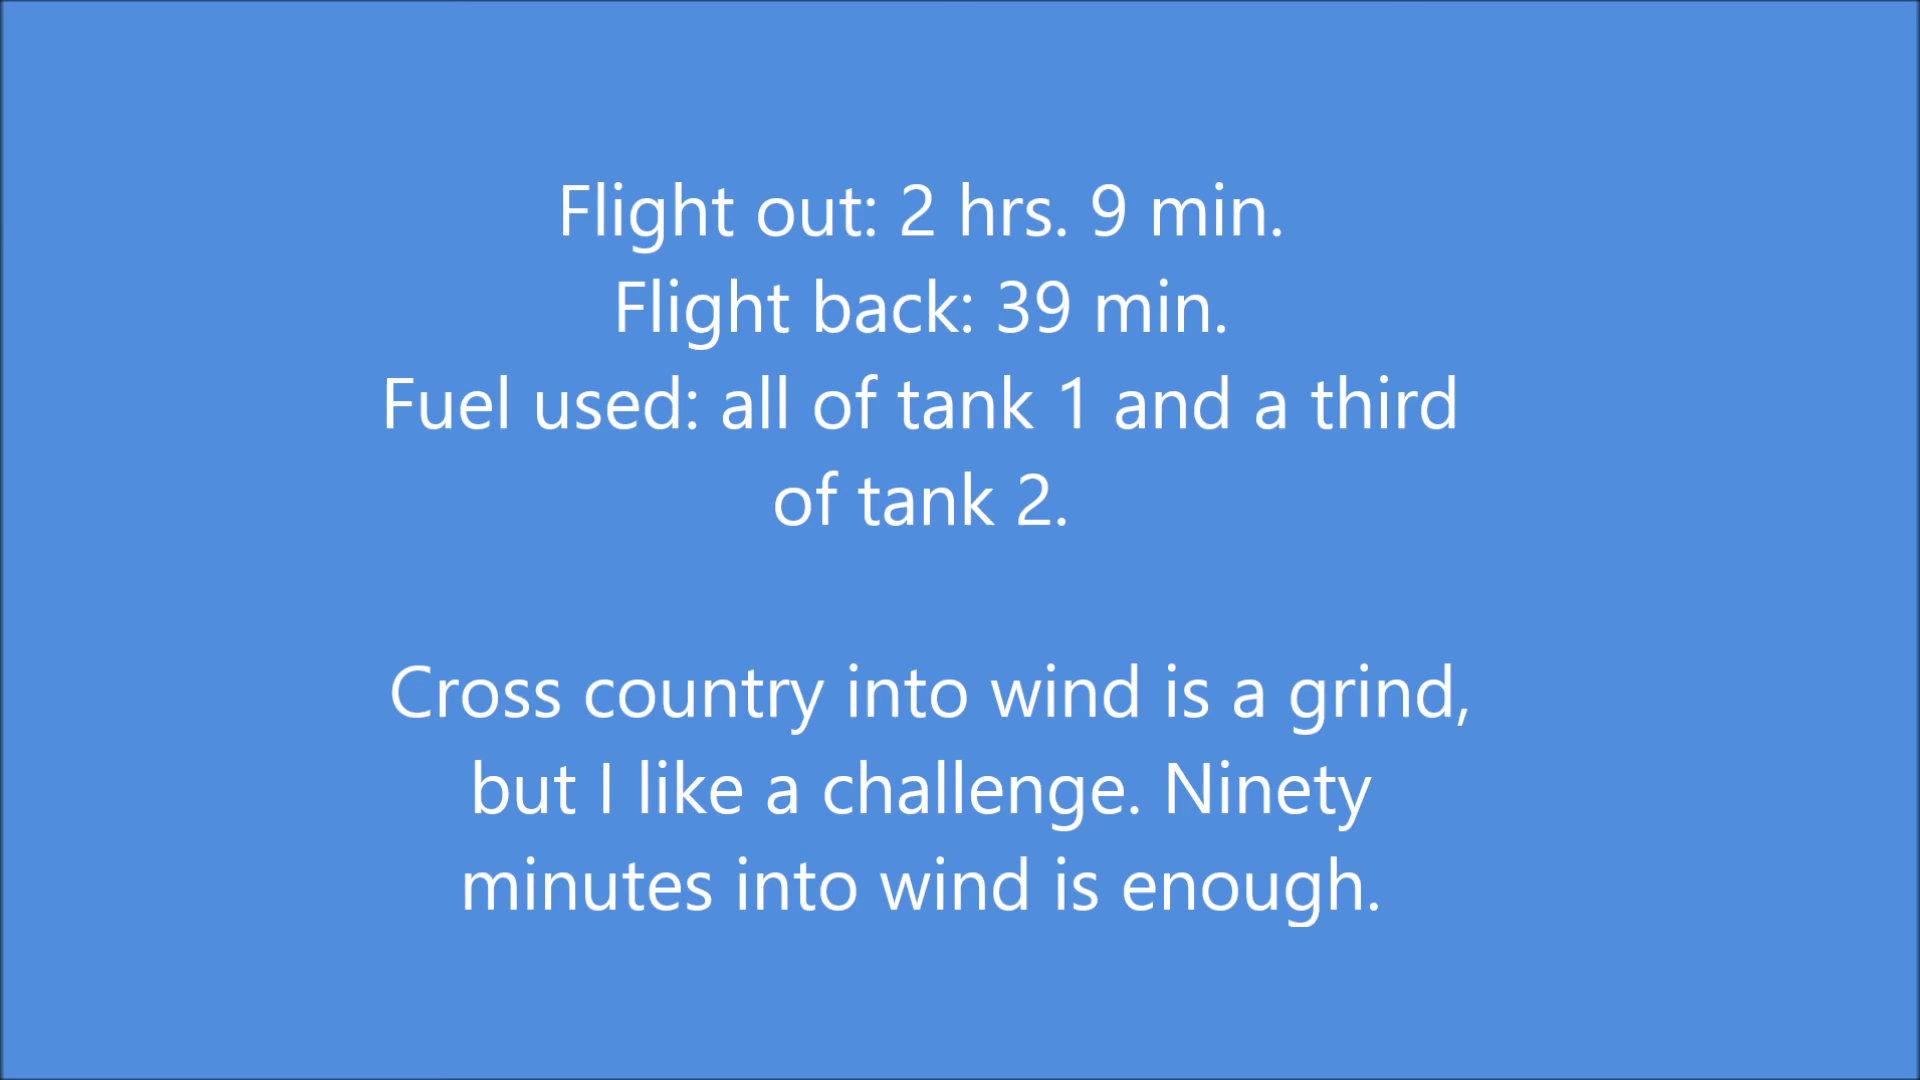 Flight out: 2 hrs. 9 min.
Flight back: 39 min.
Fuel used: all of tank 1 and a third
of tank 2.
Cross country into wind is a grind,
but I like a challenge. Ninety
minutes into wind is enough.